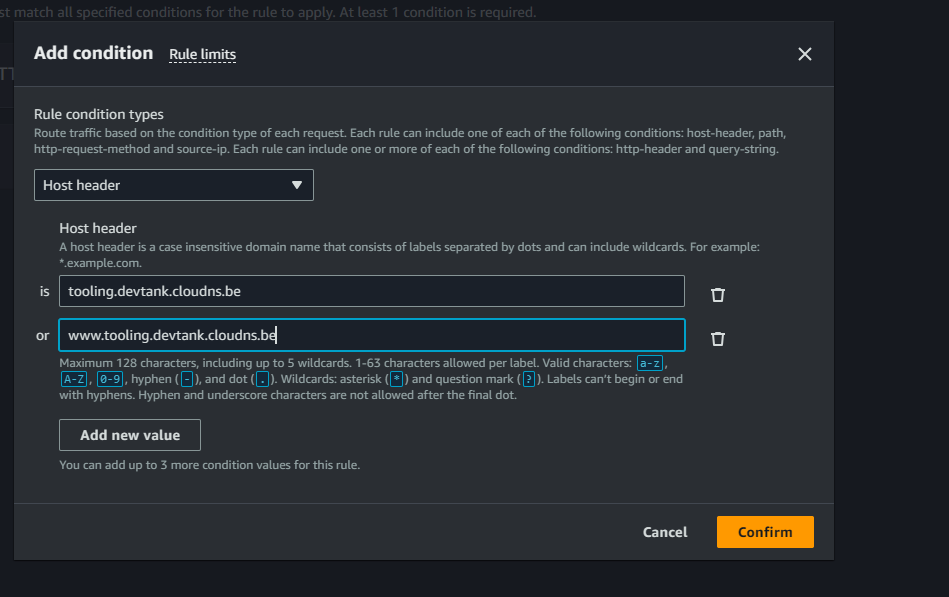 st match all specified conditions for the rule to apply. At least 1 condition is required.
Add condition Rule limits
Rule condition types
Route traffic based on the condition type of each request. Each rule can include one of each of the following conditions: host-header, path,
http-request-method and source-ip. Each rule can include one or more of each of the following conditions: http-header and query-string.
Host header
Host header
A host header is a case insensitive domain name that consists of labels separated by dots and can include wildcards. For example:
*.example.com.
is tooling.devtank.cloudns.be
or www.tooling.devtank.cloudns.be
Maximum 128 characters, including up to 5 wildcards. 1-63 characters allowed per label. Valid characters: a-z,
A-Z, 0-9, hyphen (-), and dot (.). Wildcards: asterisk (*) and question mark (?). Labels can't begin or end
with hyphens. Hyphen and underscore characters are not allowed after the final dot.
Add new value
You can add up to 3 more condition values for this rule.
Cancel Confirm